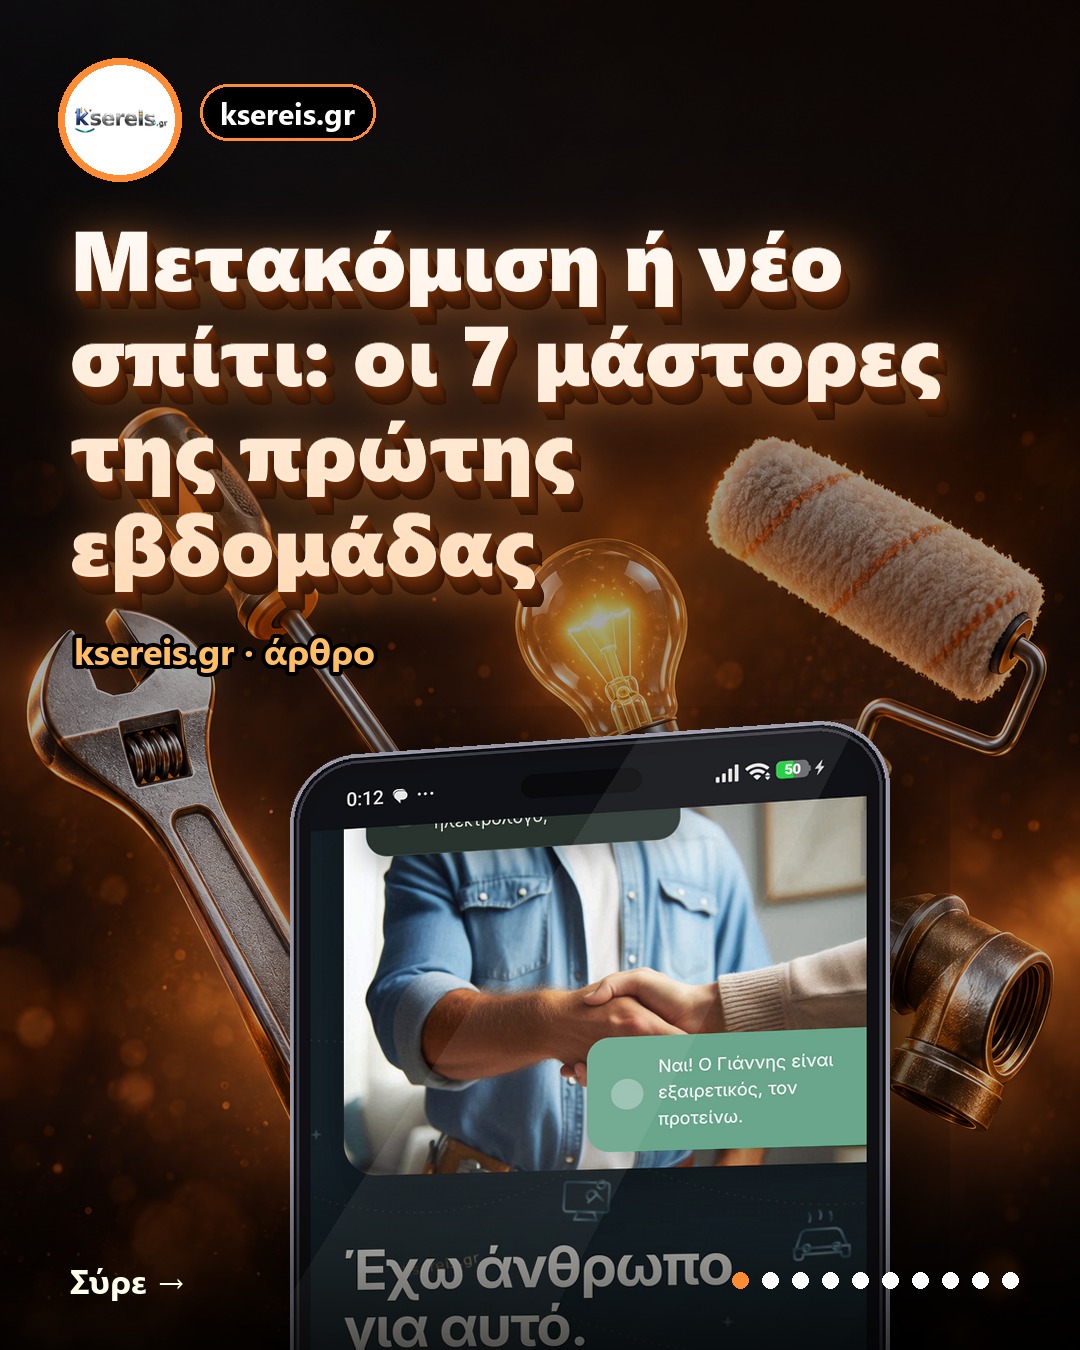 ksereis.gr
ksereis.gr
Μετακόμιση ή νέο
σπίτι: οι 7 μάστορες
της πρώτης
εβδομάδας
ksereis.gr · άρθρο
0:12
50
ηλεκτρολόγο;
Ναι! Ο Γιάννης είναι
εξαιρετικός, τον
προτείνω.
Έχω άνθρωπο
για αυτό.
Σύρε →